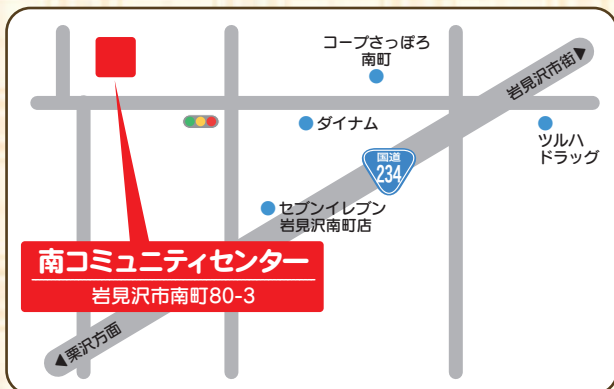 コープさっぽろ
南町
岩見沢市街▶
ダイナム
ツルハ
ドラッグ
国道
234
セブンイレブン
岩見沢南町店
南コミュニティセンター
岩見沢市南町80-3
◀栗沢方面